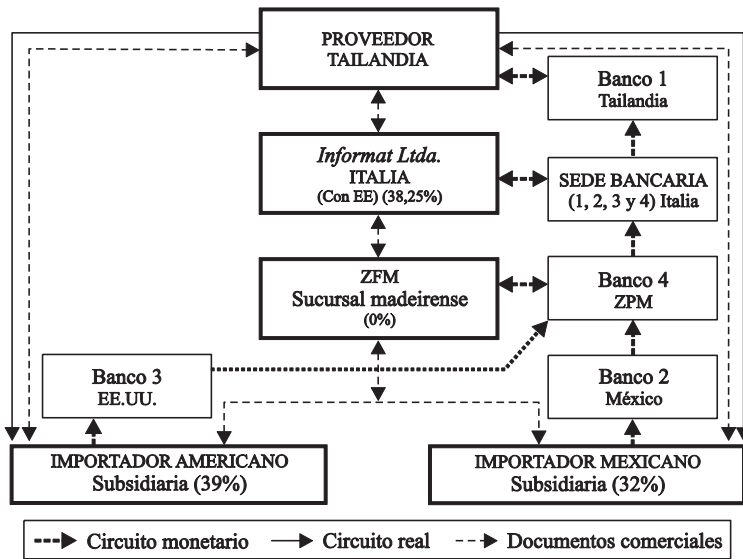 PROVEEDOR
TAILANDIA
Banco 1
Tailandia
Informat Ltda.
ITALIA
(Con EE) (38,25%)
SEDE BANCARIA
(1, 2, 3 y 4) Italia
ZFM
Sucursal madeirense
(0%)
Banco 4
ZPM
Banco 3
EE.UU.
Banco 2
México
IMPORTADOR AMERICANO
Subsidiaria (39%)
IMPORTADOR MEXICANO
Subsidiaria (32%)
Circuito monetario
Circuito real
Documentos comerciales